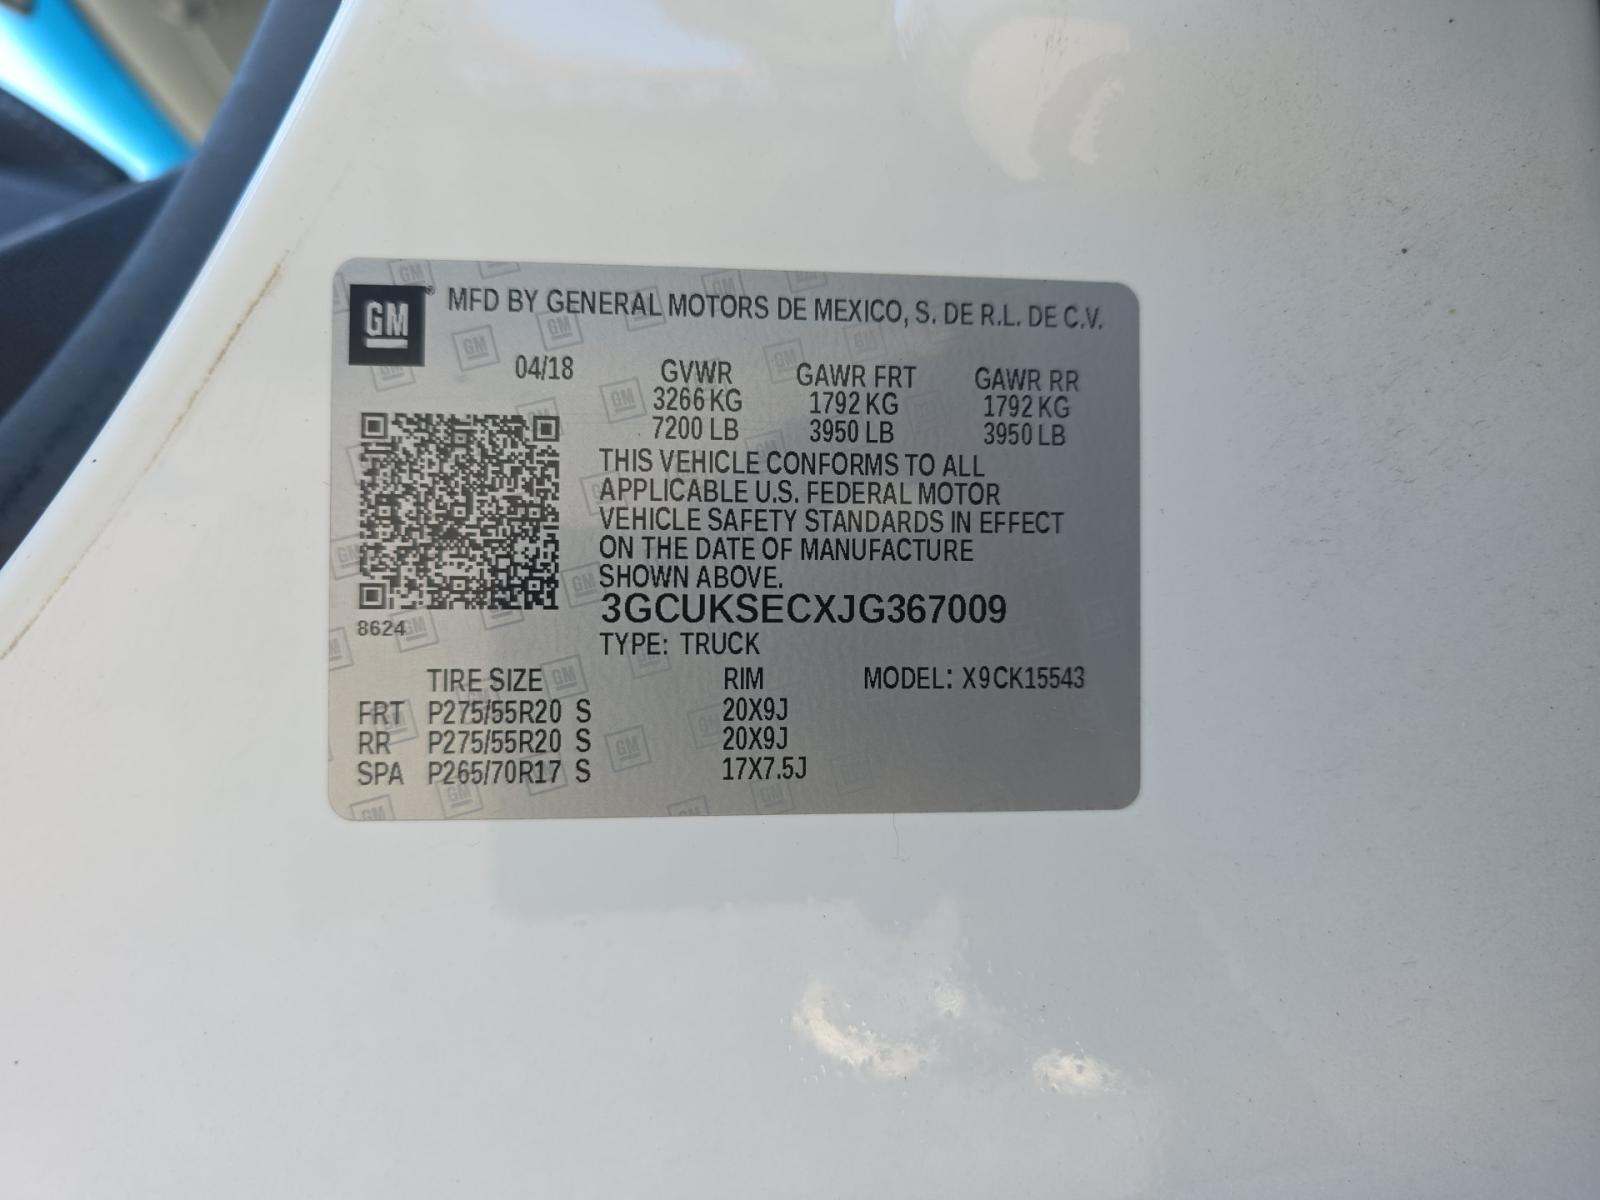 GM® MFD BY GENERAL MOTORS DE MEXICO, S. DE R.L. DE C.V.
04/18 GVWR GAWR FRT GAWR RR
3266 KG 1792 KG 1792 KG
7200 LB 3950 LB 3950 LB
THIS VEHICLE CONFORMS TO ALL
APPLICABLE U.S. FEDERAL MOTOR
VEHICLE SAFETY STANDARDS IN EFFECT
ON THE DATE OF MANUFACTURE
SHOWN ABOVE.
3GCUKSECXJG367009
8624
TYPE: TRUCK
TIRE SIZE RIM MODEL: X9CK15543
FRT P275/55R20 S 20X9J
RR P275/55R20 S 20X9J
SPA P265/70R17 S 17X7.5J